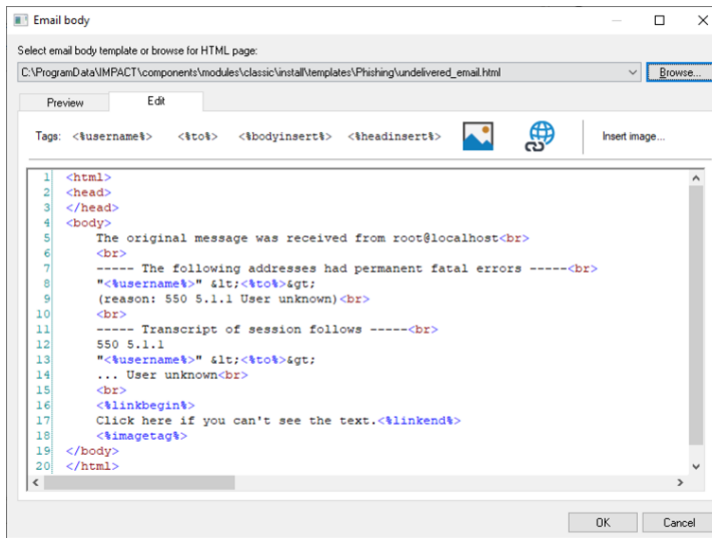 Email body
Select email body template or browse for HTML page:
C:\ProgramData\IMPACT\components\modules\classic\install\templates\Phishing\undelivered_email.html
Browse...
Preview Edit
Tags: <%username%> <%to%> <%bodyinsert%> <%headinsert%> Insert image...
1 <html>
2 <head>
3 </head>
4 <body>
5 The original message was received from root@localhost<br>
6 <br>
7 ----- The following addresses had permanent fatal errors -----<br>
8 "<%username%>" &lt;<%to%>&gt;
9 (reason: 550 5.1.1 User unknown)<br>
10 <br>
11 ----- Transcript of session follows -----<br>
12 550 5.1.1
13 "<%username%>" &lt;<%to%>&gt;
14 ... User unknown<br>
15 <br>
16 <%linkbegin%>
17 Click here if you can't see the text.<%linkend%>
18 <%imagetag%>
19 </body>
20 </html>
OK Cancel